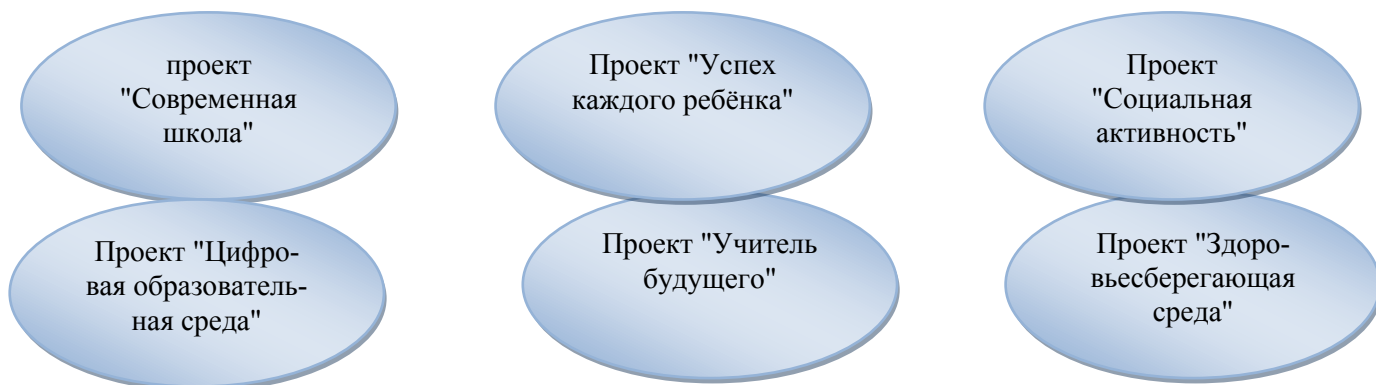 проект
"Современная
школа"
Проект "Успех
каждого ребёнка"
Проект
"Социальная
активность"
Проект "Цифро-
вая образователь-
ная среда"
Проект "Учитель
будущего"
Проект "Здоро-
вьесберегающая
среда"